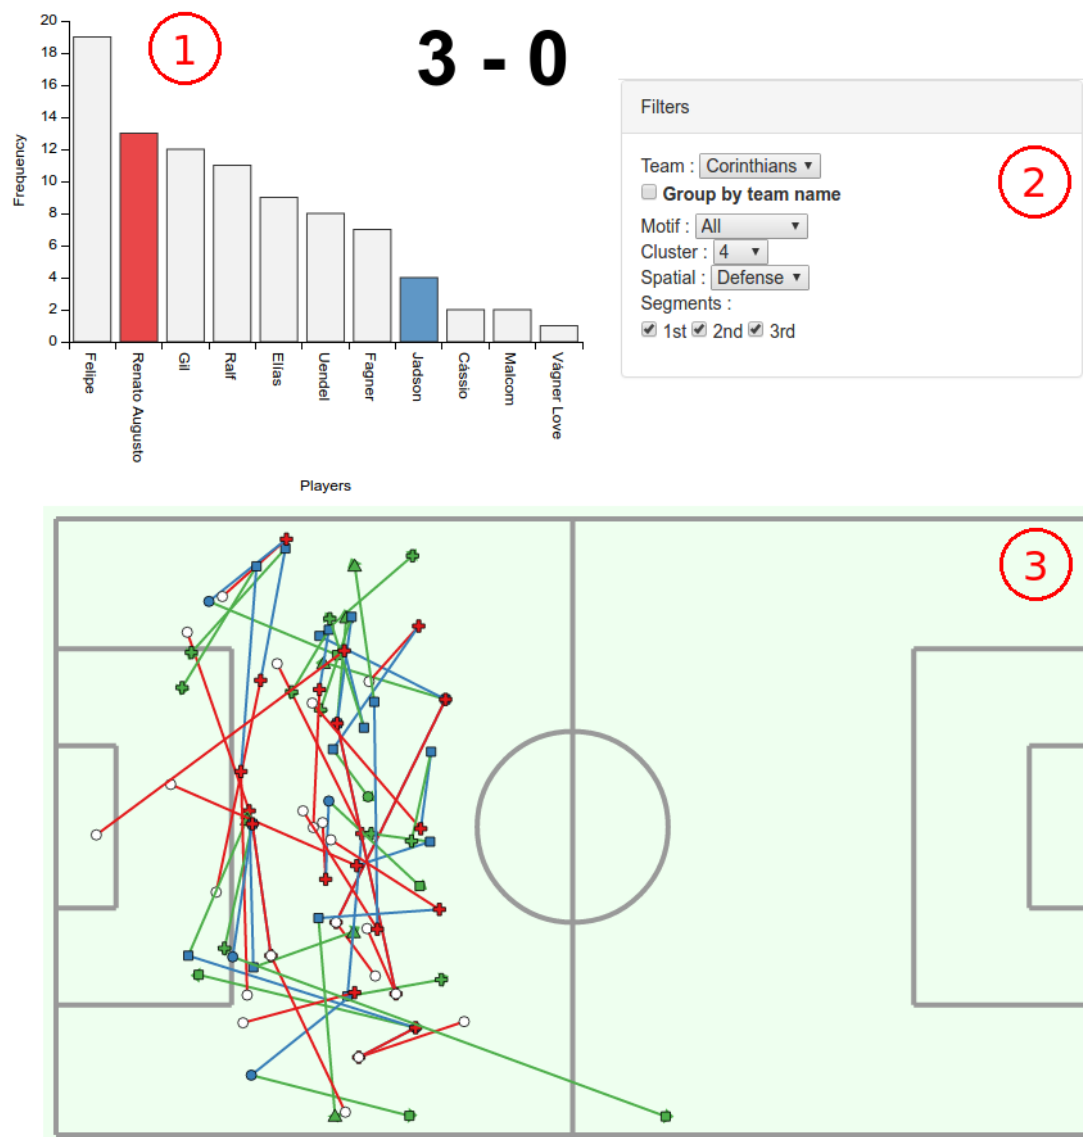 20
18
16
14
12
10
8
6
4
2
0
Frequency
1
3 - 0
Felipe
Renato Augusto
Gil
Ralf
Elías
Uendel
Fagner
Jadson
Cássio
Malcom
Vágner Love
Players
Filters
2
Team : Corinthians
Group by team name
Motif : All
Cluster : 4
Spatial : Defense
Segments :
1st 2nd 3rd
3